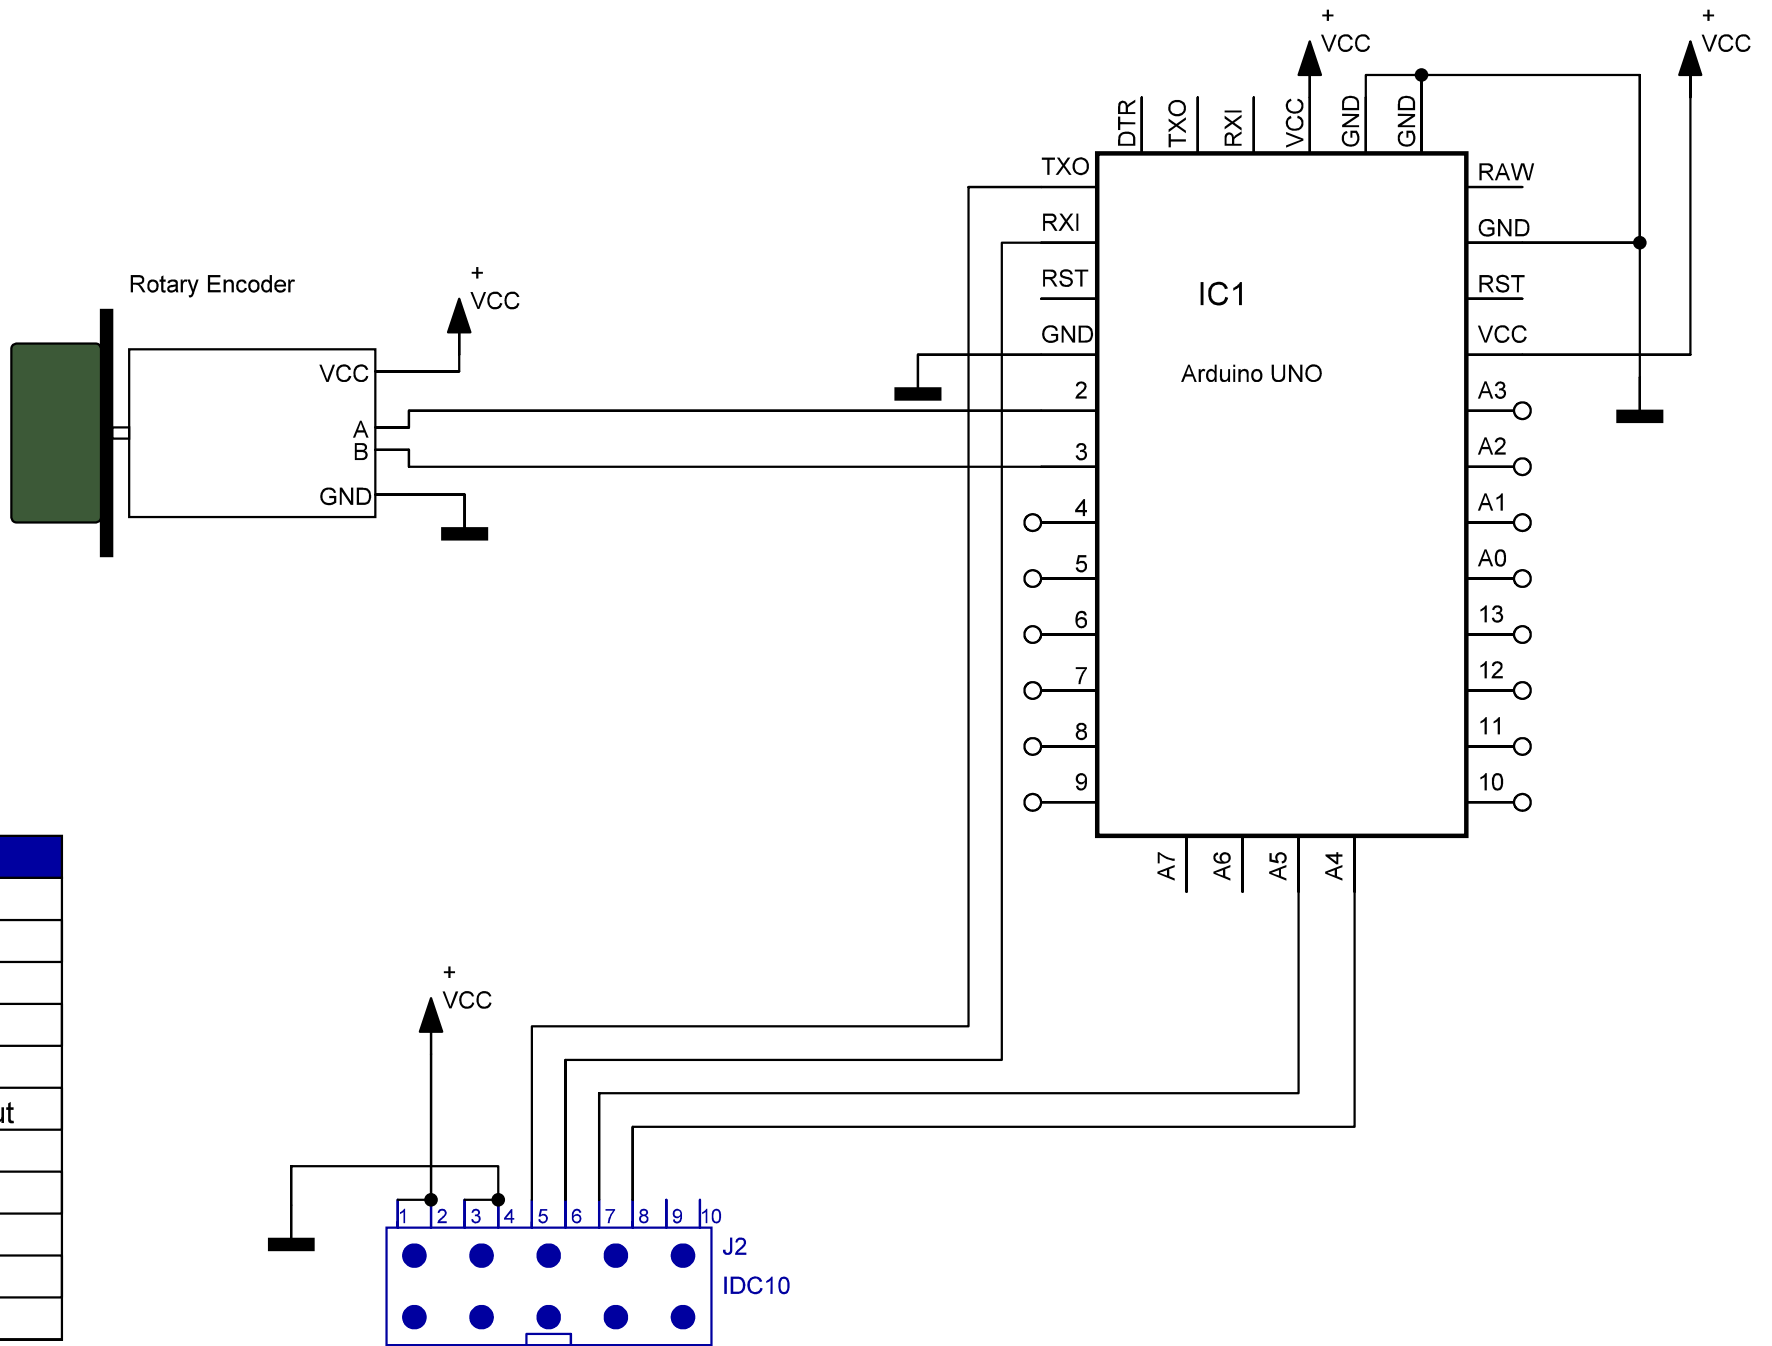 +
VCC
+
VCC
DTR
TXO
RXI
VCC
GND
GND
TXO
RXI
RST
GND
2
3
4
5
6
7
8
9
RAW
GND
RST
VCC
A3
A2
A1
A0
13
12
11
10
IC1
Arduino UNO
A7
A6
A5
A4
Rotary Encoder
+
VCC
VCC
A
B
GND
+
VCC
1 2 3 4 5 6 7 8 9 10
J2
IDC10